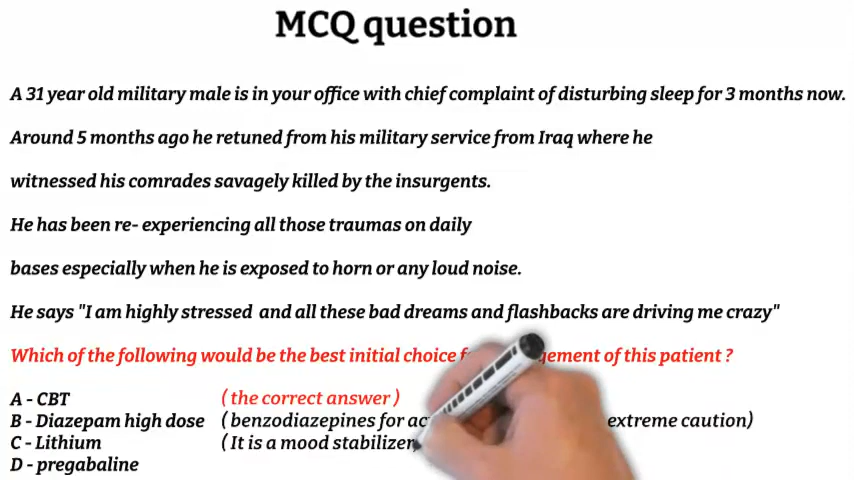 MCQ question
A 31 year old military male is in your office with chief complaint of disturbing sleep for 3 months now.
Around 5 months ago he retuned from his military service from Iraq where he
witnessed his comrades savagely killed by the insurgents.
He has been re- experiencing all those traumas on daily
bases especially when he is exposed to horn or any loud noise.
He says "I am highly stressed and all these bad dreams and flashbacks are driving me crazy"
Which of the following would be the best initial choice of this patient ?
A - CBT ( the correct answer )
B - Diazepam high dose ( benzodiazepines for extreme caution)
C - Lithium ( It is a mood stabilizer
D - pregabaline